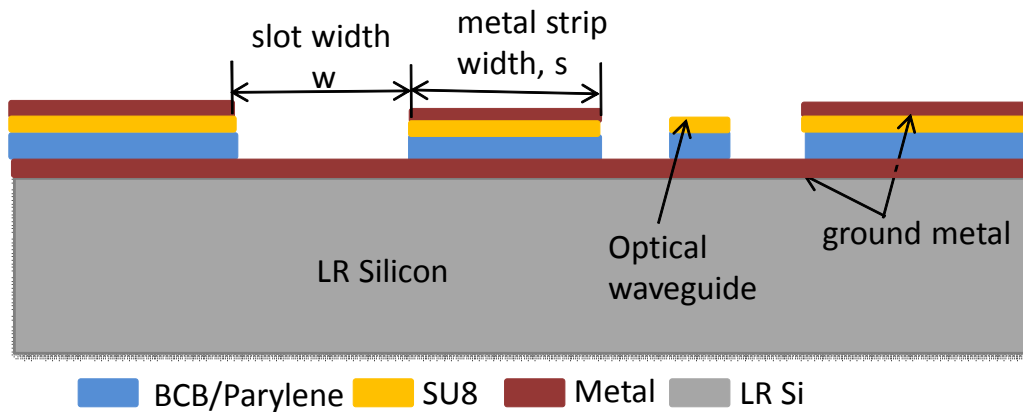 slot width
w
metal strip
width, s
Optical
waveguide
ground metal
LR Silicon
BCB/Parylene
SU8
Metal
LR Si